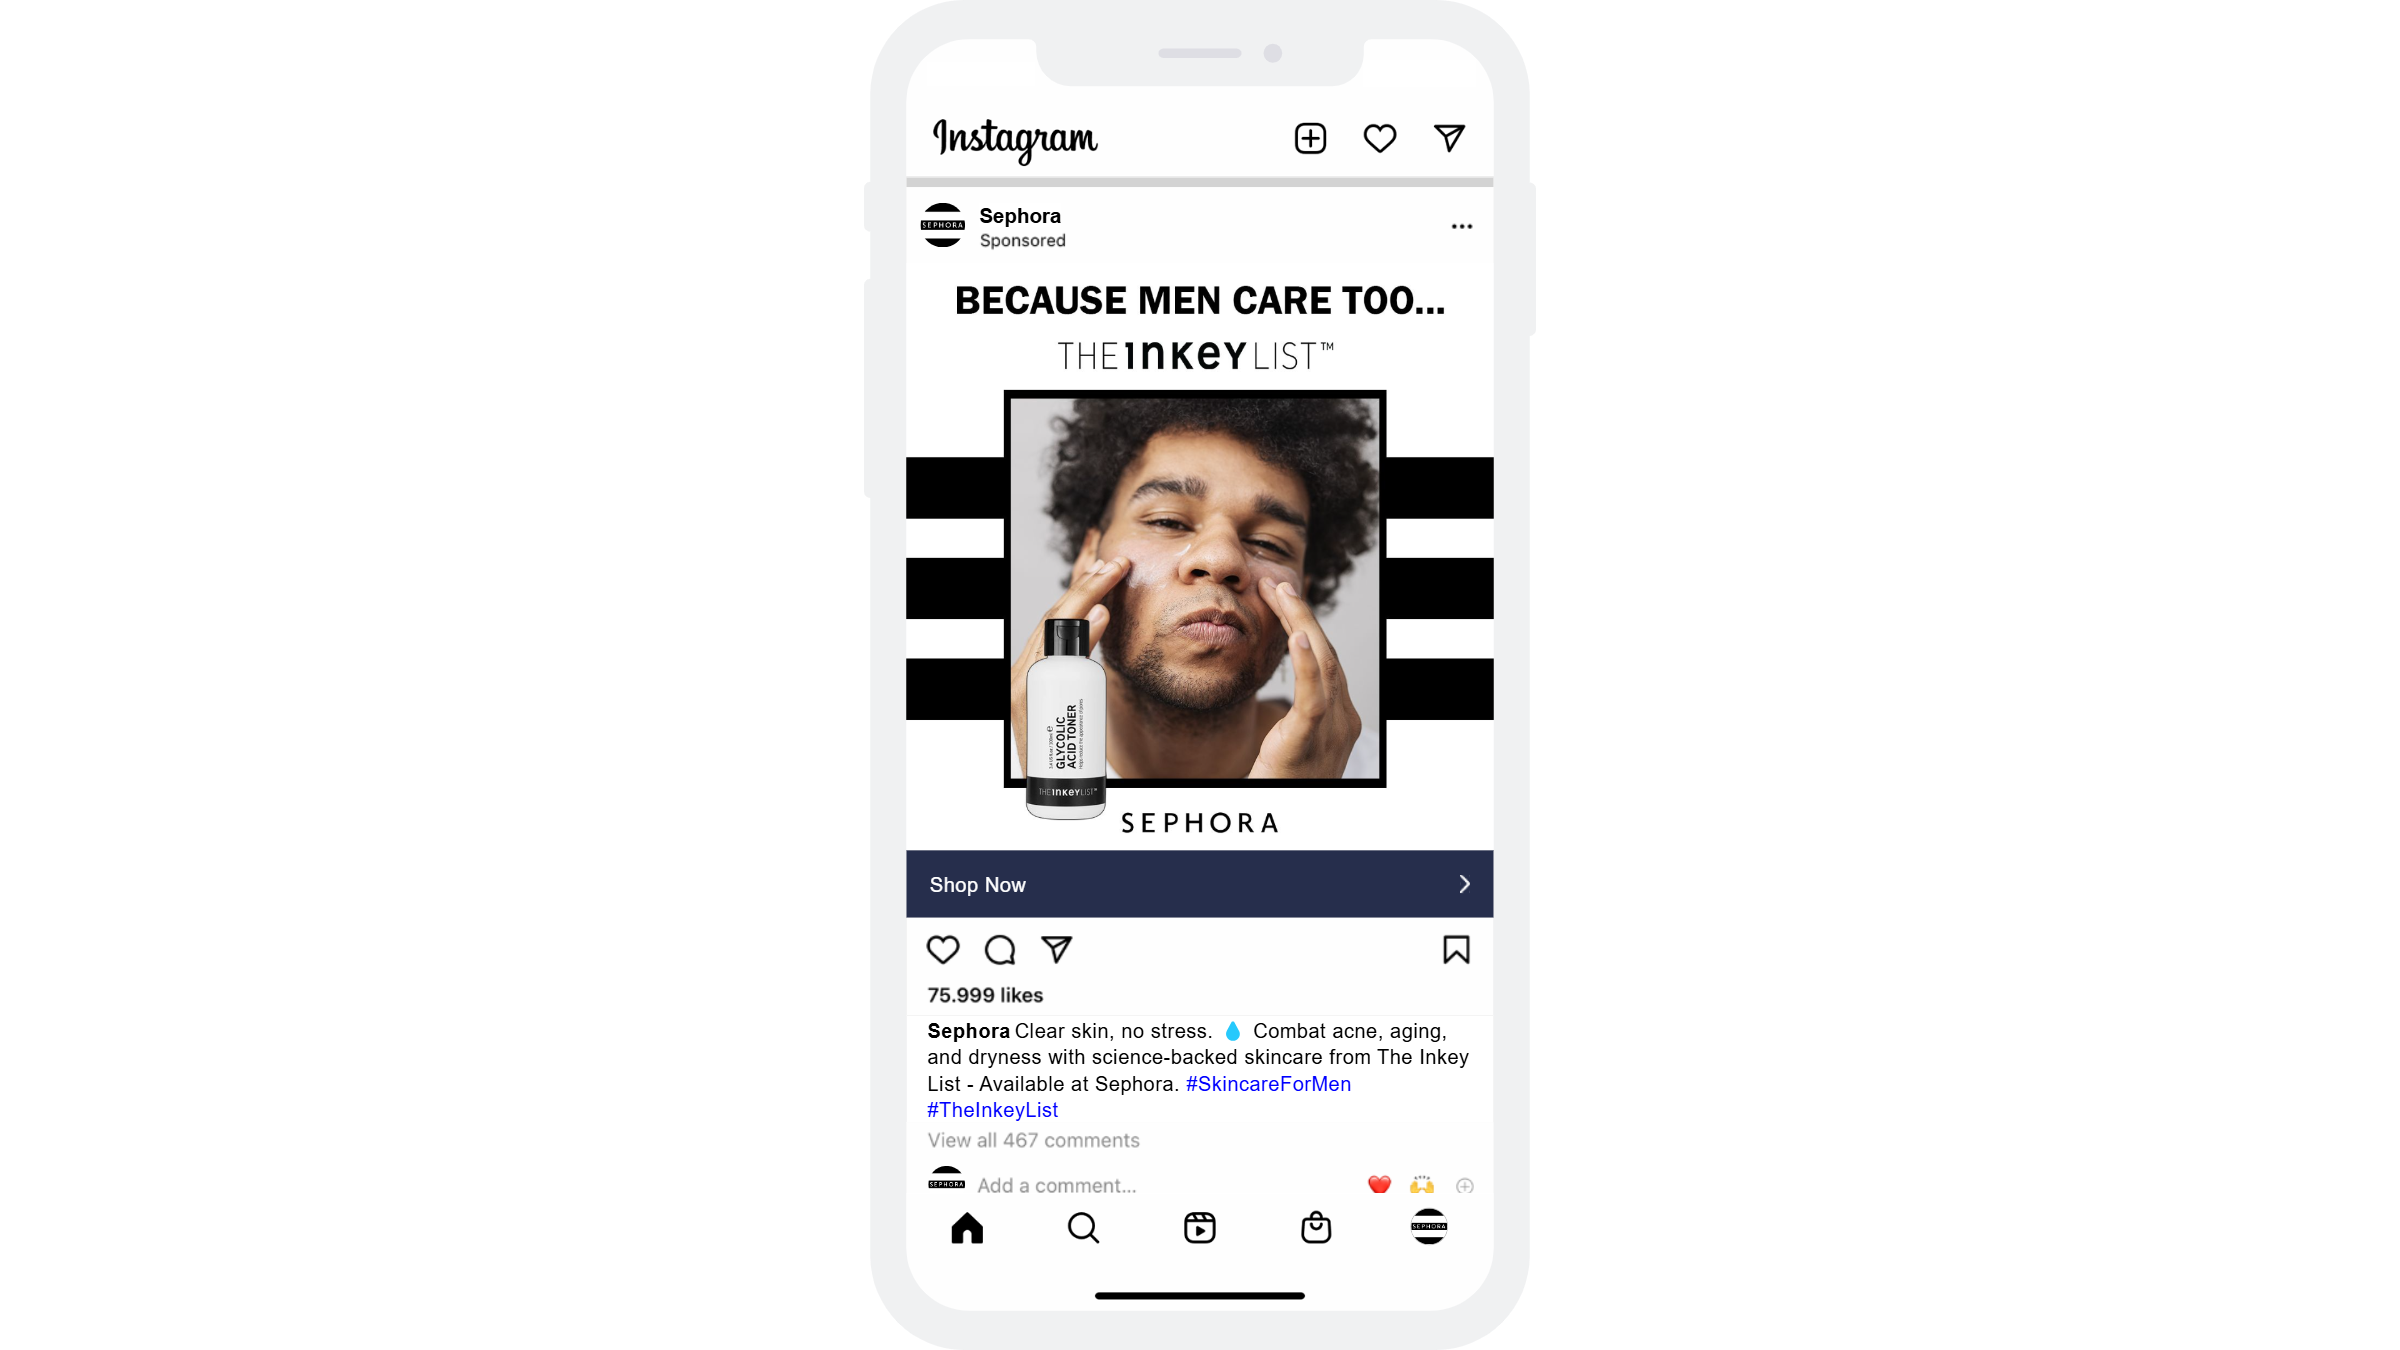 Instagram
SEPHORA
Sephora
Sponsored
BECAUSE MEN CARE TOO...
THE INKEY LIST™
GLYCOLIC
ACID TONER
THE INKEY LIST™
SEPHORA
Shop Now
75.999 likes
Sephora Clear skin, no stress. 💧 Combat acne, aging,
and dryness with science-backed skincare from The Inkey
List - Available at Sephora. #SkincareForMen
#TheInkeyList
View all 467 comments
SEPHORA
Add a comment...
SEPHORA